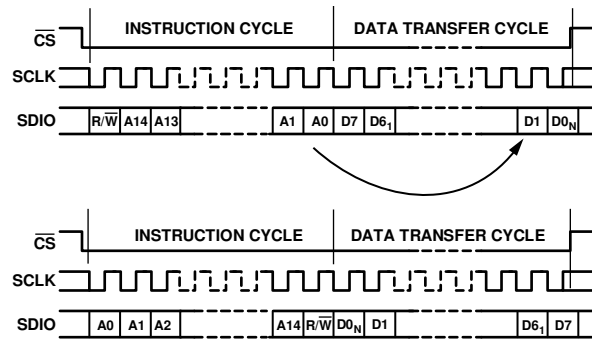 INSTRUCTION CYCLE DATA TRANSFER CYCLE
CS
SCLK
SDIO R/W A14 A13 A1 A0 D7 D6₁ D1 D0N
INSTRUCTION CYCLE DATA TRANSFER CYCLE
CS
SCLK
SDIO A0 A1 A2 A14 R/W D0N D1 D6₁ D7